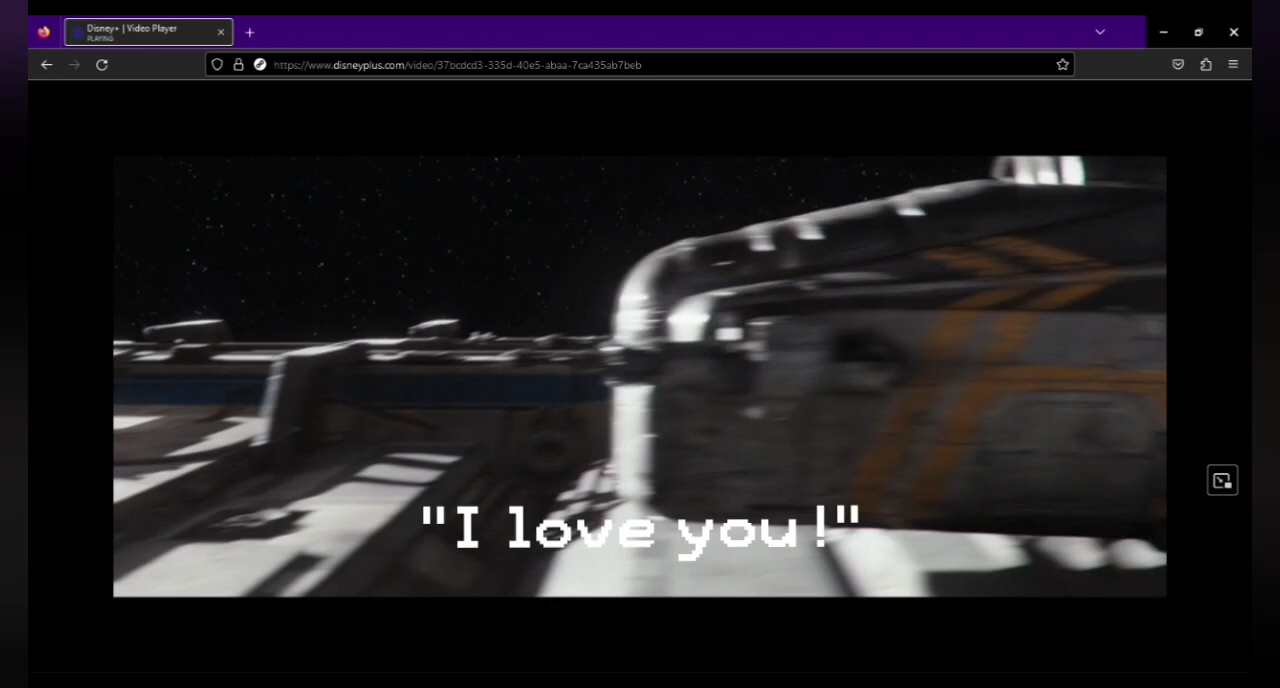 Disney+ | Video Player
PLAYING
https://www.disneyplus.com/video/37bcdcd3-335d-40e5-abaa-7ca435ab7beb
"I love you!"